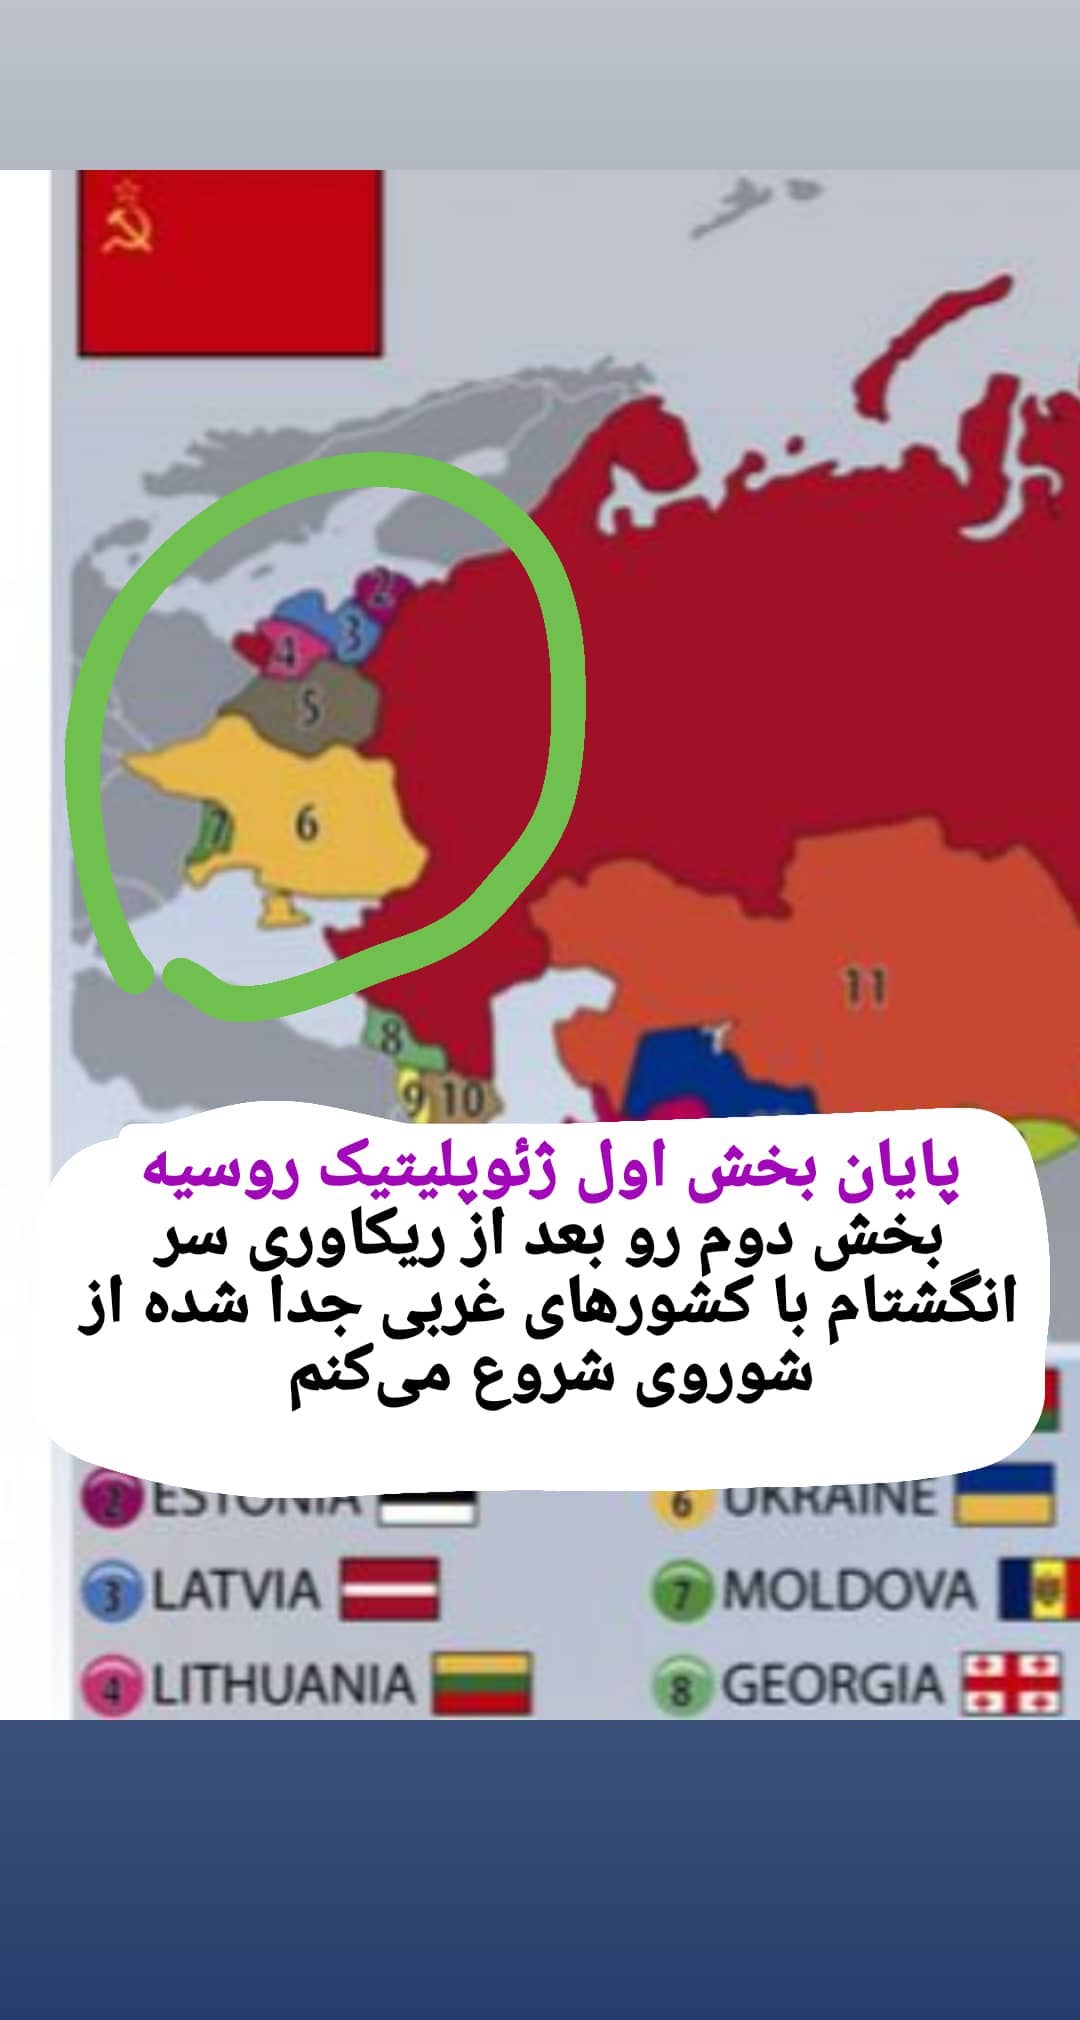 2
3
4
5
6
7
11
8
9 10
پایان بخش اول ژئوپلیتیک روسیه
بخش دوم رو بعد از ریکاوری سر
انگشتام با کشورهای غربی جدا شده از
شوروی شروع می‌کنم
2 ESTONIA
6 UKRAINE
3 LATVIA
7 MOLDOVA
4 LITHUANIA
8 GEORGIA